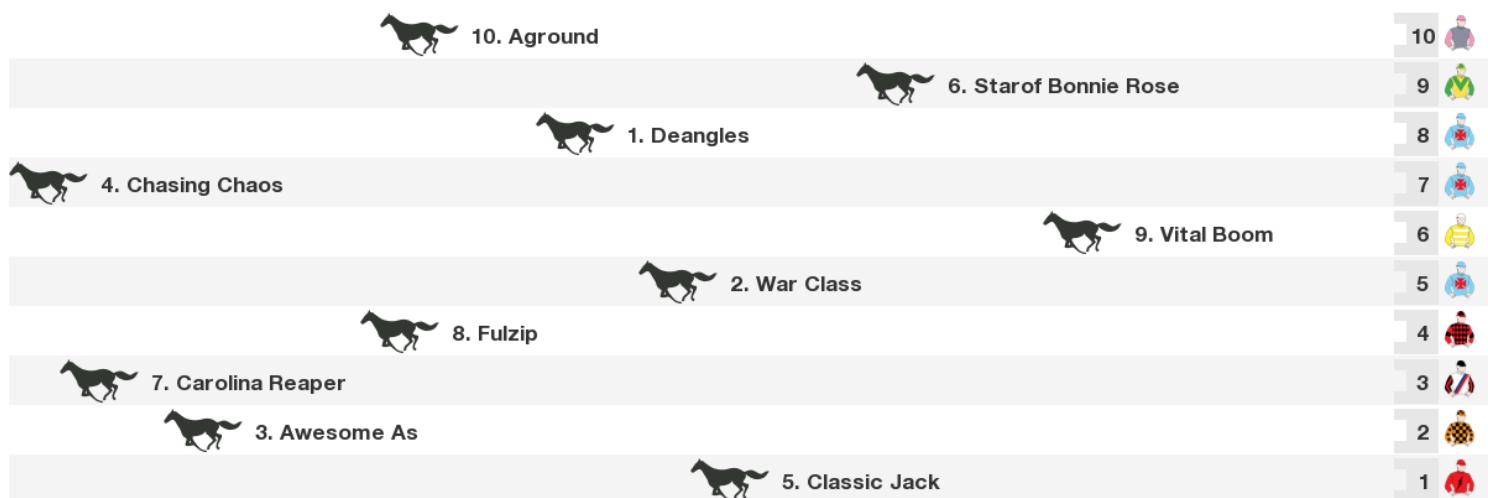 10. Aground 10
6. Starof Bonnie Rose 9
1. Deangles 8
4. Chasing Chaos 7
9. Vital Boom 6
2. War Class 5
8. Fulzip 4
7. Carolina Reaper 3
3. Awesome As 2
5. Classic Jack 1